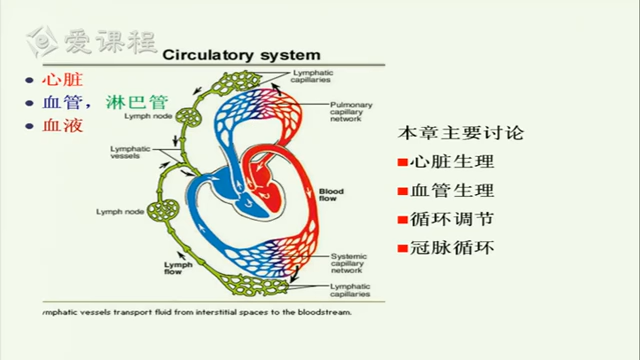 爱课程
Circulatory system
心脏
血管，淋巴管
血液
Lymphatic
capillaries
Lymph node
Pulmonary
capillary
network
Lymphatic
vessels
Blood
flow
Lymph node
Lymph
flow
Systemic
capillary
network
Lymphatic
capillaries
ymphatic vessels transport fluid from interstitial spaces to the bloodstream.
本章主要讨论
心脏生理
血管生理
循环调节
冠脉循环